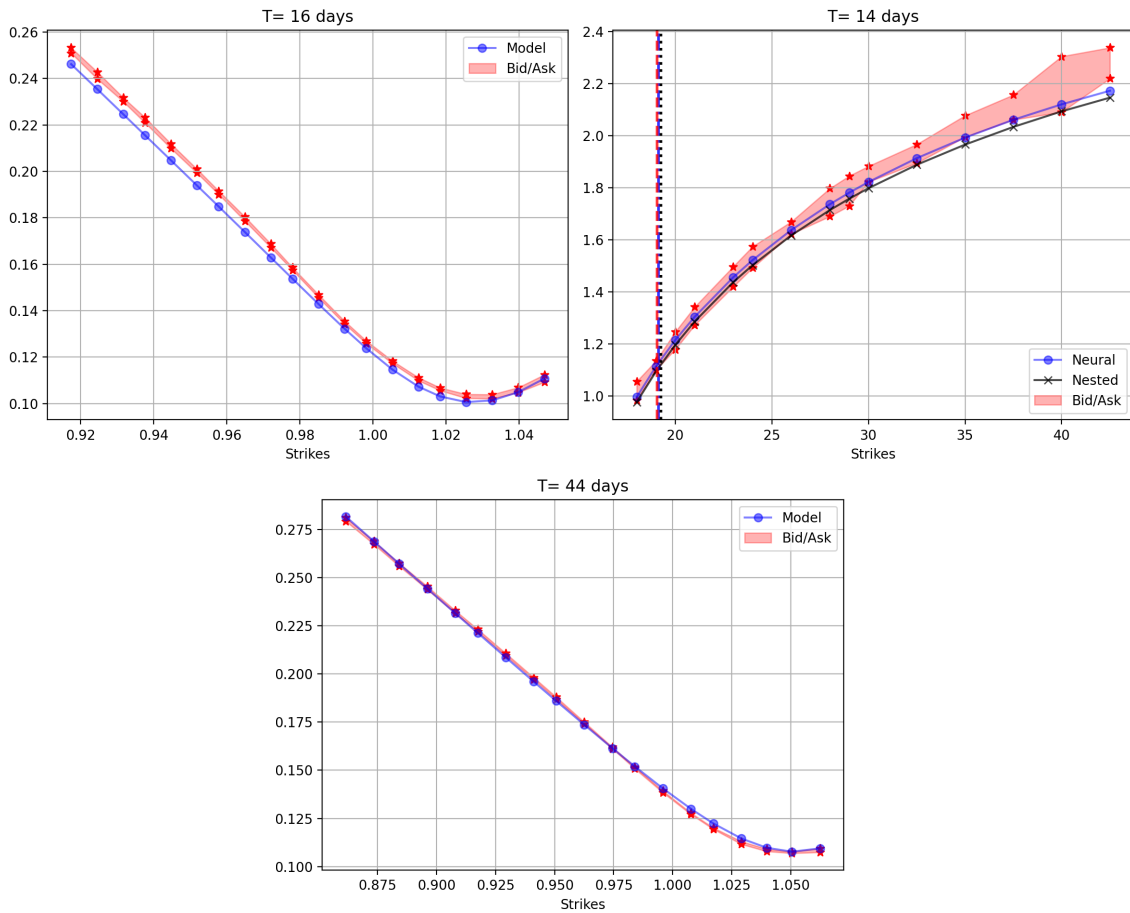 T= 16 days
0.26
0.24
0.22
0.20
0.18
0.16
0.14
0.12
0.10
0.92 0.94 0.96 0.98 1.00 1.02 1.04
Strikes
Model
Bid/Ask
T= 14 days
2.4
2.2
2.0
1.8
1.6
1.4
1.2
1.0
20 25 30 35 40
Strikes
Neural
Nested
Bid/Ask
T= 44 days
0.275
0.250
0.225
0.200
0.175
0.150
0.125
0.100
0.875 0.900 0.925 0.950 0.975 1.000 1.025 1.050
Strikes
Model
Bid/Ask